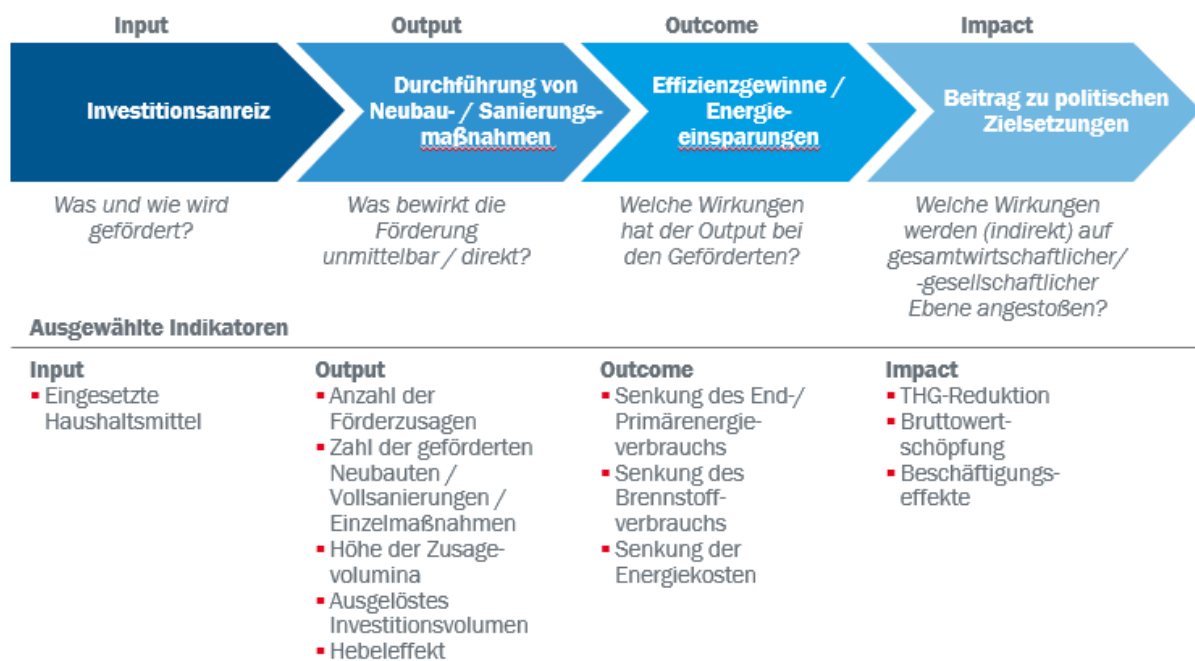 Input
Output
Outcome
Impact
Investitionsanreiz
Durchführung von
Neubau- / Sanierungs-
maßnahmen
Effizienzgewinne /
Energie-
einsparungen
Beitrag zu politischen
Zielsetzungen
Was und wie wird
gefördert?
Was bewirkt die
Förderung
unmittelbar / direkt?
Welche Wirkungen
hat der Output bei
den Geförderten?
Welche Wirkungen
werden (indirekt) auf
gesamtwirtschaftlicher/
-gesellschaftlicher
Ebene angestoßen?
Ausgewählte Indikatoren
Input
▪ Eingesetzte
Haushaltsmittel
Output
▪ Anzahl der
Förderzusagen
▪ Zahl der geförderten
Neubauten /
Vollsanierungen /
Einzelmaßnahmen
▪ Höhe der Zusage-
volumina
▪ Ausgelöstes
Investitionsvolumen
▪ Hebeleffekt
Outcome
▪ Senkung des End-/
Primärenergie-
verbrauchs
▪ Senkung des
Brennstoff-
verbrauchs
▪ Senkung der
Energiekosten
Impact
▪ THG-Reduktion
▪ Bruttowert-
schöpfung
▪ Beschäftigungs-
effekte